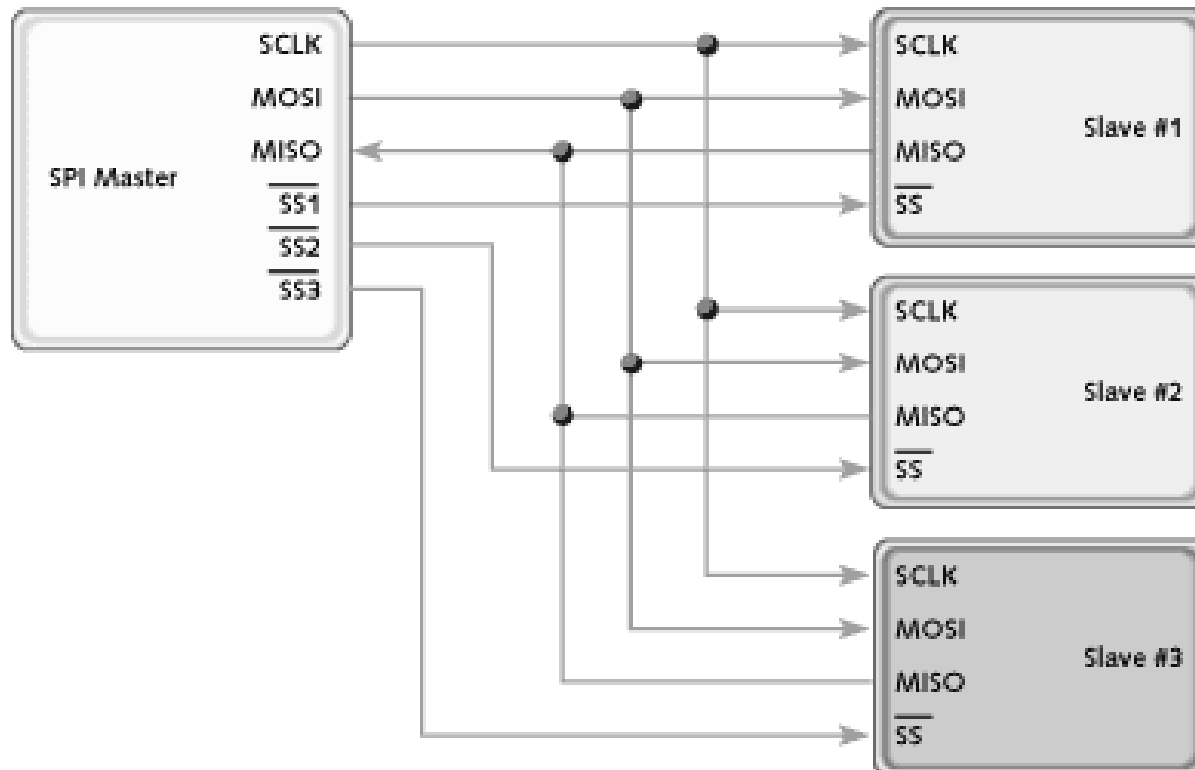 SPI Master
SCLK
MOSI
MISO
SS1
SS2
SS3
SCLK
MOSI
MISO
SS
Slave #1
SCLK
MOSI
MISO
SS
Slave #2
SCLK
MOSI
MISO
SS
Slave #3